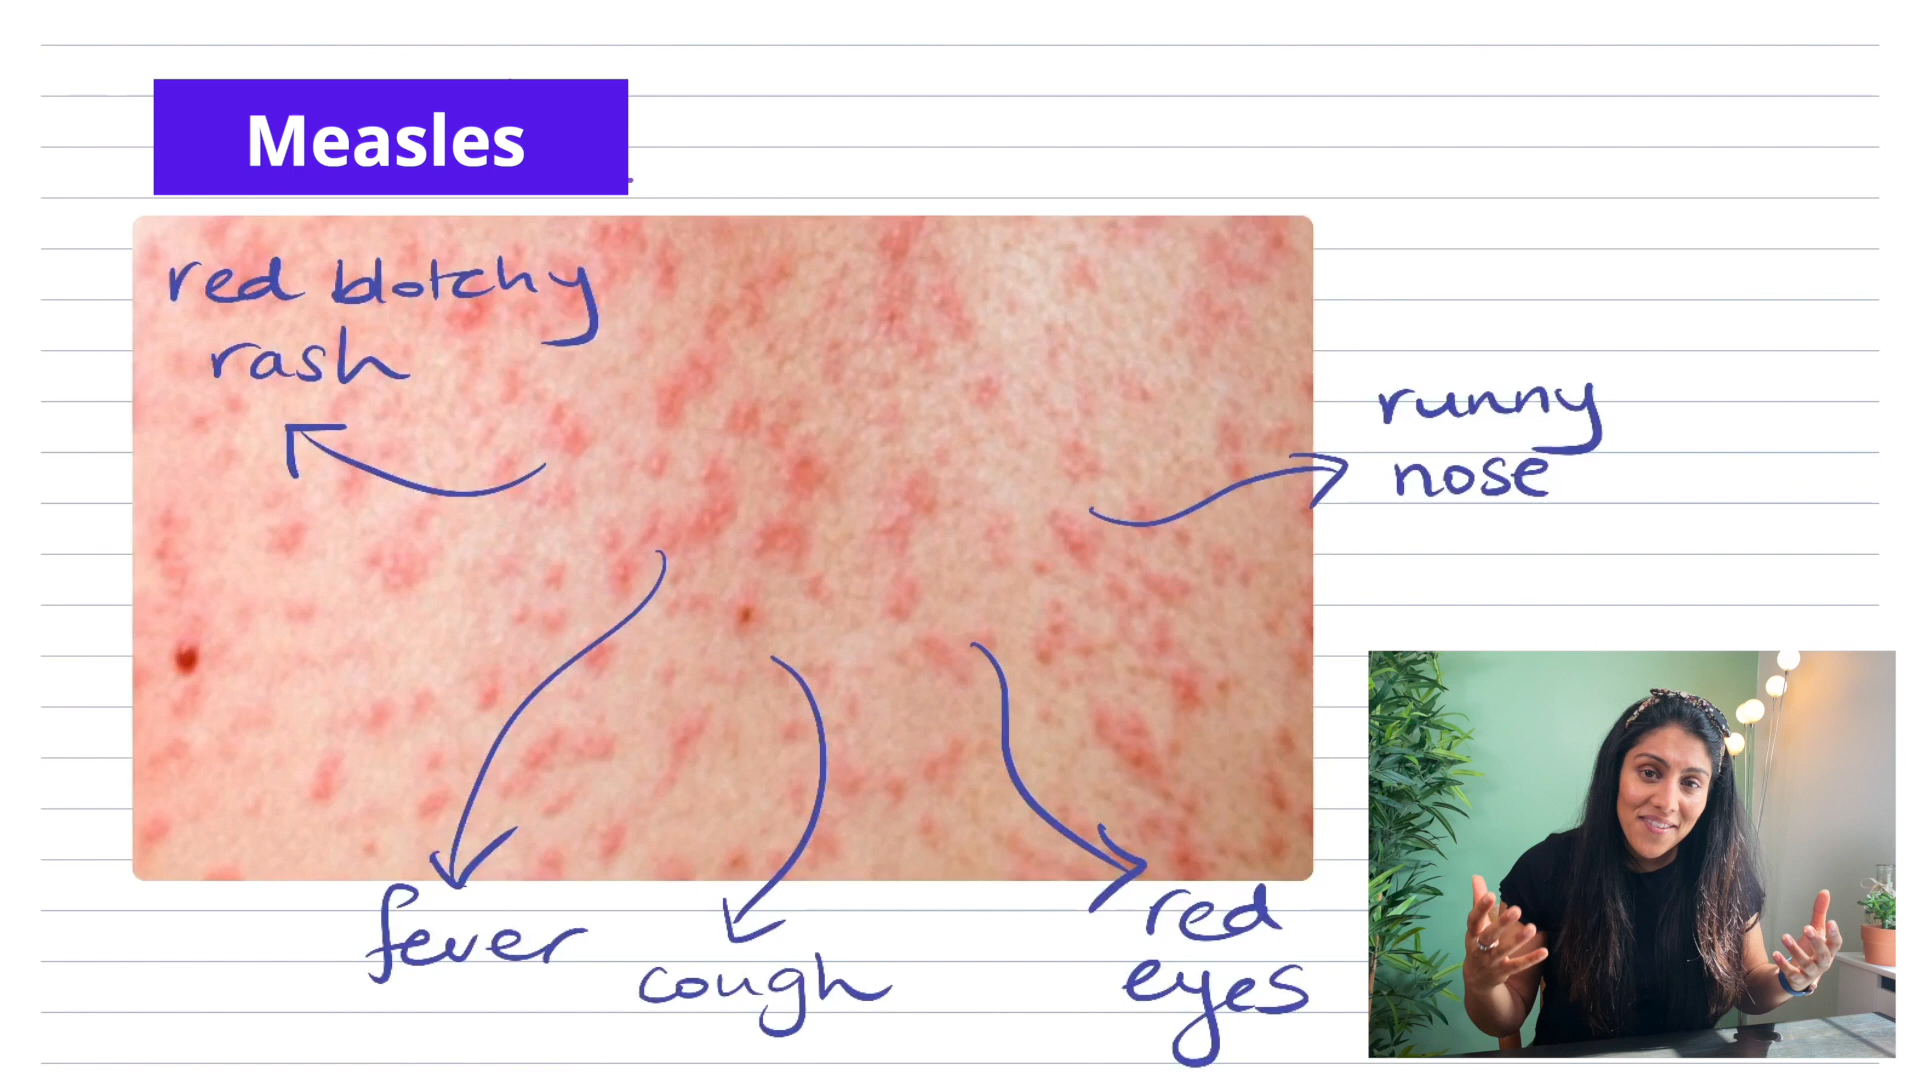 Measles
red blotchy
rash
runny
nose
fever
cough
red
eyes